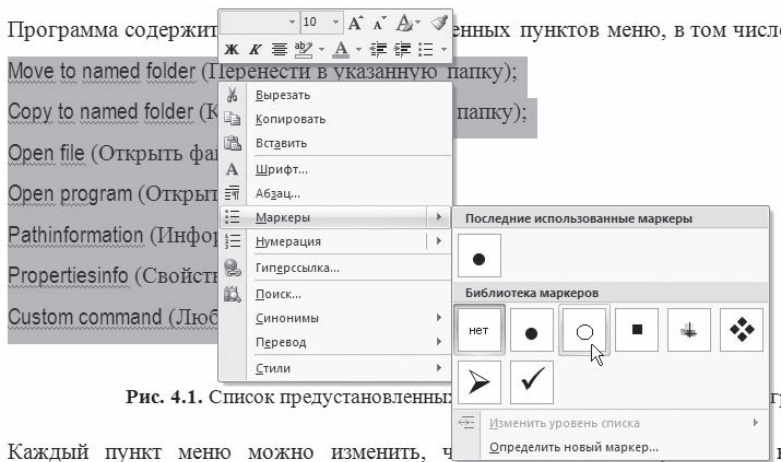 Программа содержит
енных пунктов меню, в том числе
10
Ж К
Move to named folder (Перенести в указанную папку);
Copy to named folder (К
папку);
Open file (Открыть фай
Open program (Открыт
Pathinformation (Инфор
Propertiesinfo (Свойств
Custom command (Люб
Вырезать
Копировать
Вставить
Шрифт...
Абзац...
Маркеры
Нумерация
Гиперссылка...
Поиск...
Синонимы
Перевод
Стили
Последние использованные маркеры
Библиотека маркеров
нет
Изменить уровень списка
Определить новый маркер...
Рис. 4.1. Список предустановленны
Каждый пункт меню можно изменить, ч